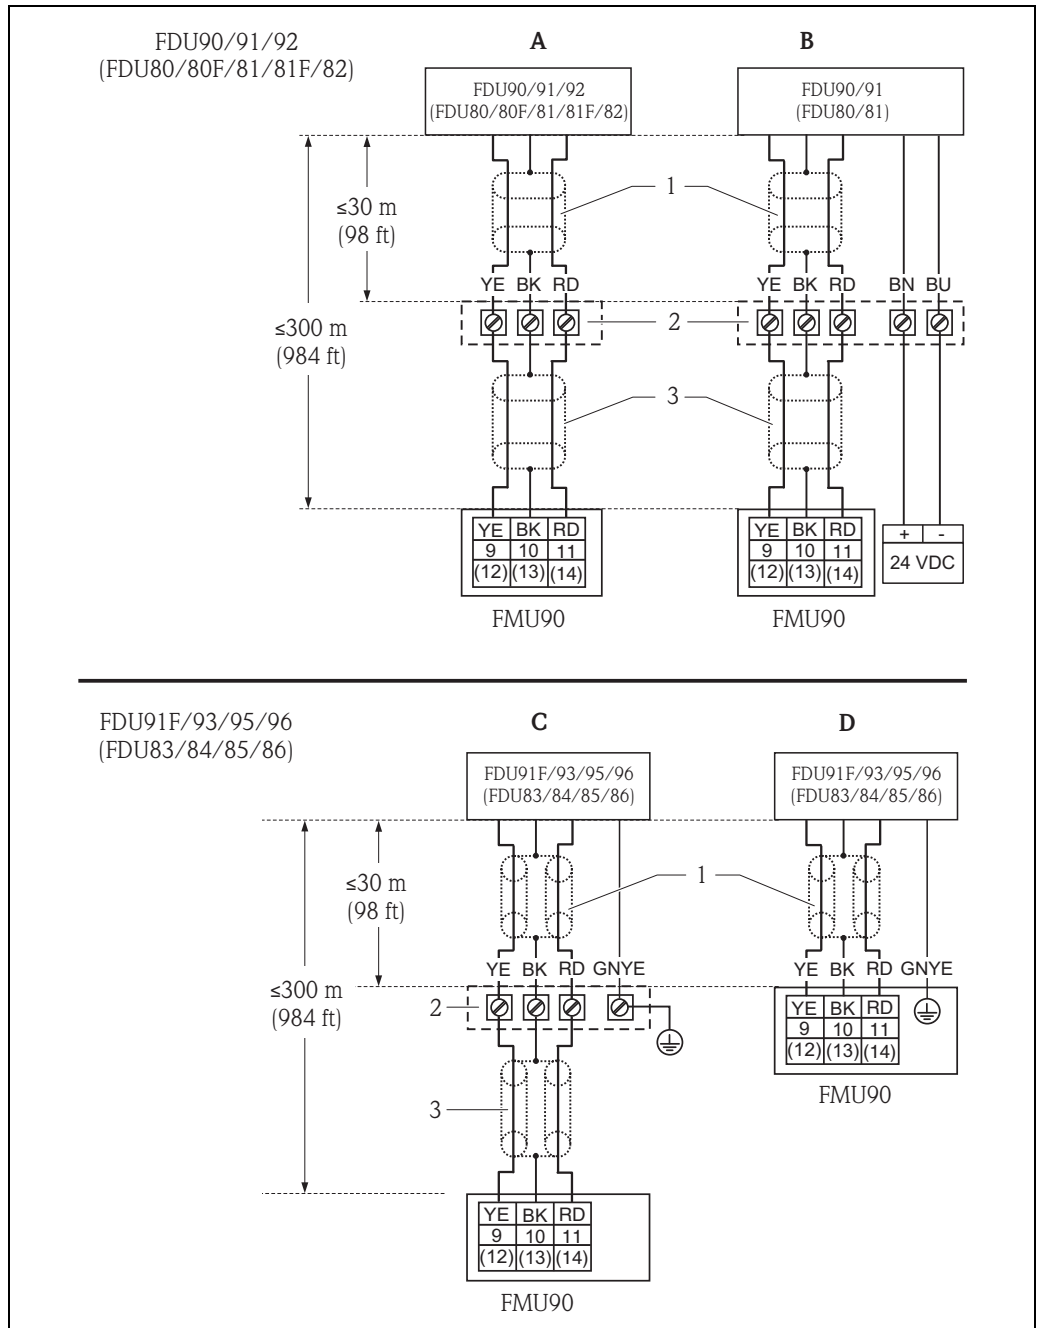 FDU90/91/92
(FDU80/80F/81/81F/82)
A
B
FDU90/91/92
(FDU80/80F/81/81F/82)
FDU90/91
(FDU80/81)
≤30 m
(98 ft)
1
YE BK RD
YE BK RD BN BU
≤300 m
(984 ft)
2
3
YE BK RD
9 10 11
(12) (13) (14)
FMU90
YE BK RD
9 10 11
(12) (13) (14)
FMU90
+ -
24 VDC
FDU91F/93/95/96
(FDU83/84/85/86)
C
D
FDU91F/93/95/96
(FDU83/84/85/86)
FDU91F/93/95/96
(FDU83/84/85/86)
≤30 m
(98 ft)
1
YE BK RD GNYE
YE BK RD GNYE
≤300 m
(984 ft)
2
YE BK RD
9 10 11
(12) (13) (14)
FMU90
3
YE BK RD
9 10 11
(12) (13) (14)
FMU90